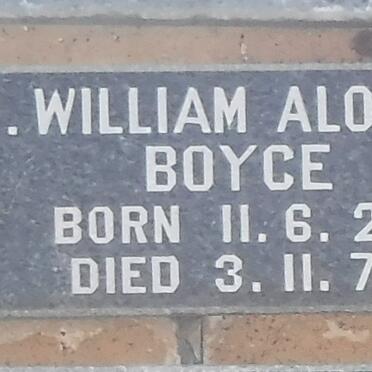 . WILLIAM ALO
BOYCE
BORN 11. 6. 2
DIED 3. 11. 7